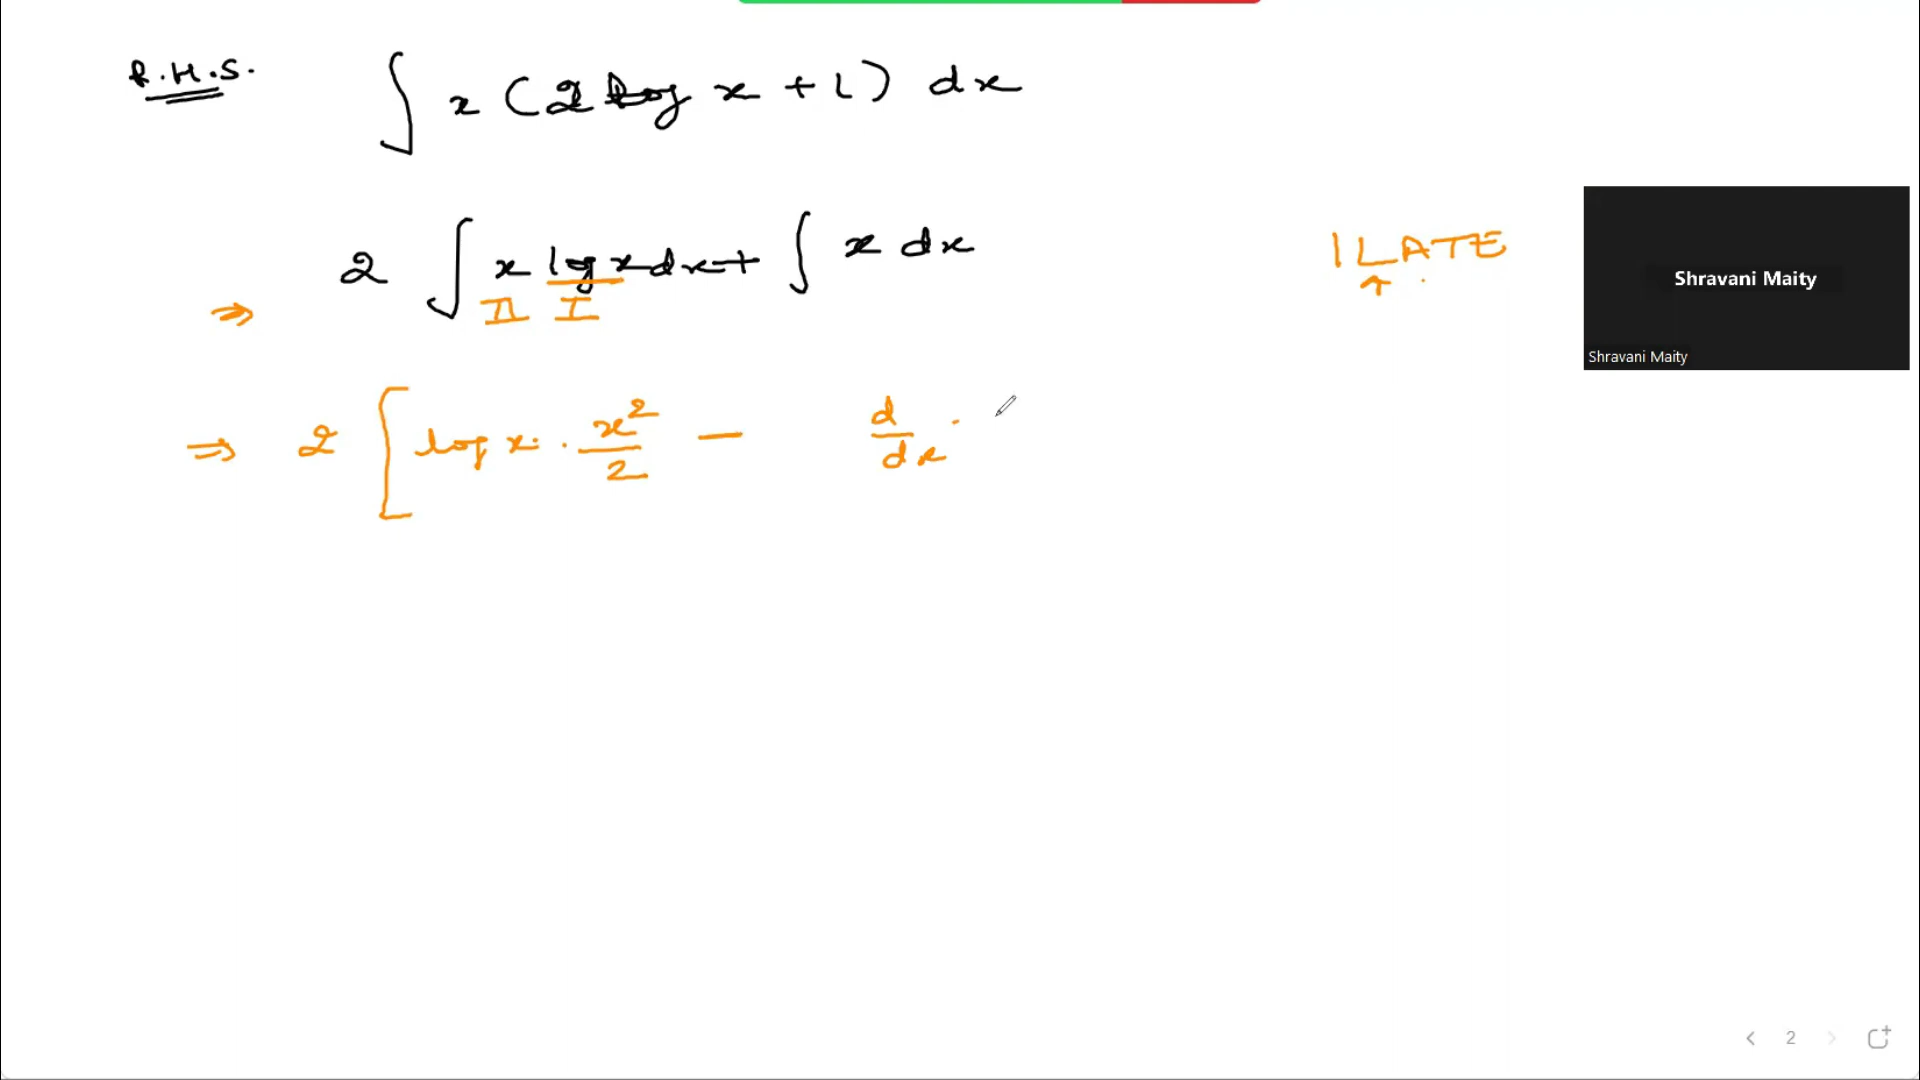 R.H.S. ∫ x (2 log x + 1) dx
⇒ 2 ∫ x log x dx + ∫ x dx
II I
ILATE
↑
Shravani Maity
Shravani Maity
⇒ 2 [ log x · x²/2 − d/dx ·
2